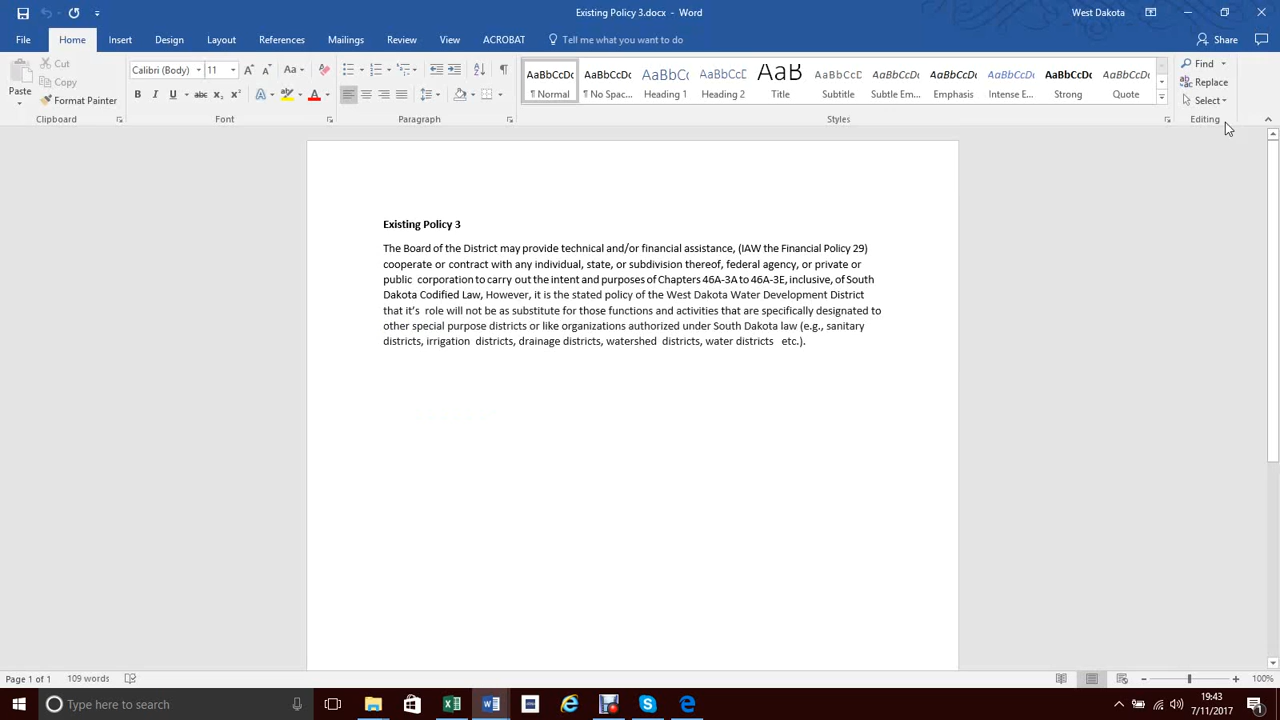 Existing Policy 3.docx - Word
West Dakota
File Home Insert Design Layout References Mailings Review View ACROBAT Tell me what you want to do Share
Cut
Copy
Format Painter
Paste
Clipboard
Calibri (Body) 11
Font
Paragraph
AaBbCcDc AaBbCcDc AaBbCc AaBbCcD AaB AaBbCcD AaBbCcDc AaBbCcDc AaBbCcDc AaBbCcDc AaBbCcDc
¶ Normal ¶ No Spac... Heading 1 Heading 2 Title Subtitle Subtle Em... Emphasis Intense E... Strong Quote
Styles
Find
Replace
Select
Editing
Existing Policy 3
The Board of the District may provide technical and/or financial assistance, (IAW the Financial Policy 29)
cooperate or contract with any individual, state, or subdivision thereof, federal agency, or private or
public corporation to carry out the intent and purposes of Chapters 46A-3A to 46A-3E, inclusive, of South
Dakota Codified Law, However, it is the stated policy of the West Dakota Water Development District
that it's role will not be as substitute for those functions and activities that are specifically designated to
other special purpose districts or like organizations authorized under South Dakota law (e.g., sanitary
districts, irrigation districts, drainage districts, watershed districts, water districts etc.).
Page 1 of 1 109 words
100%
Type here to search
19:43
7/11/2017